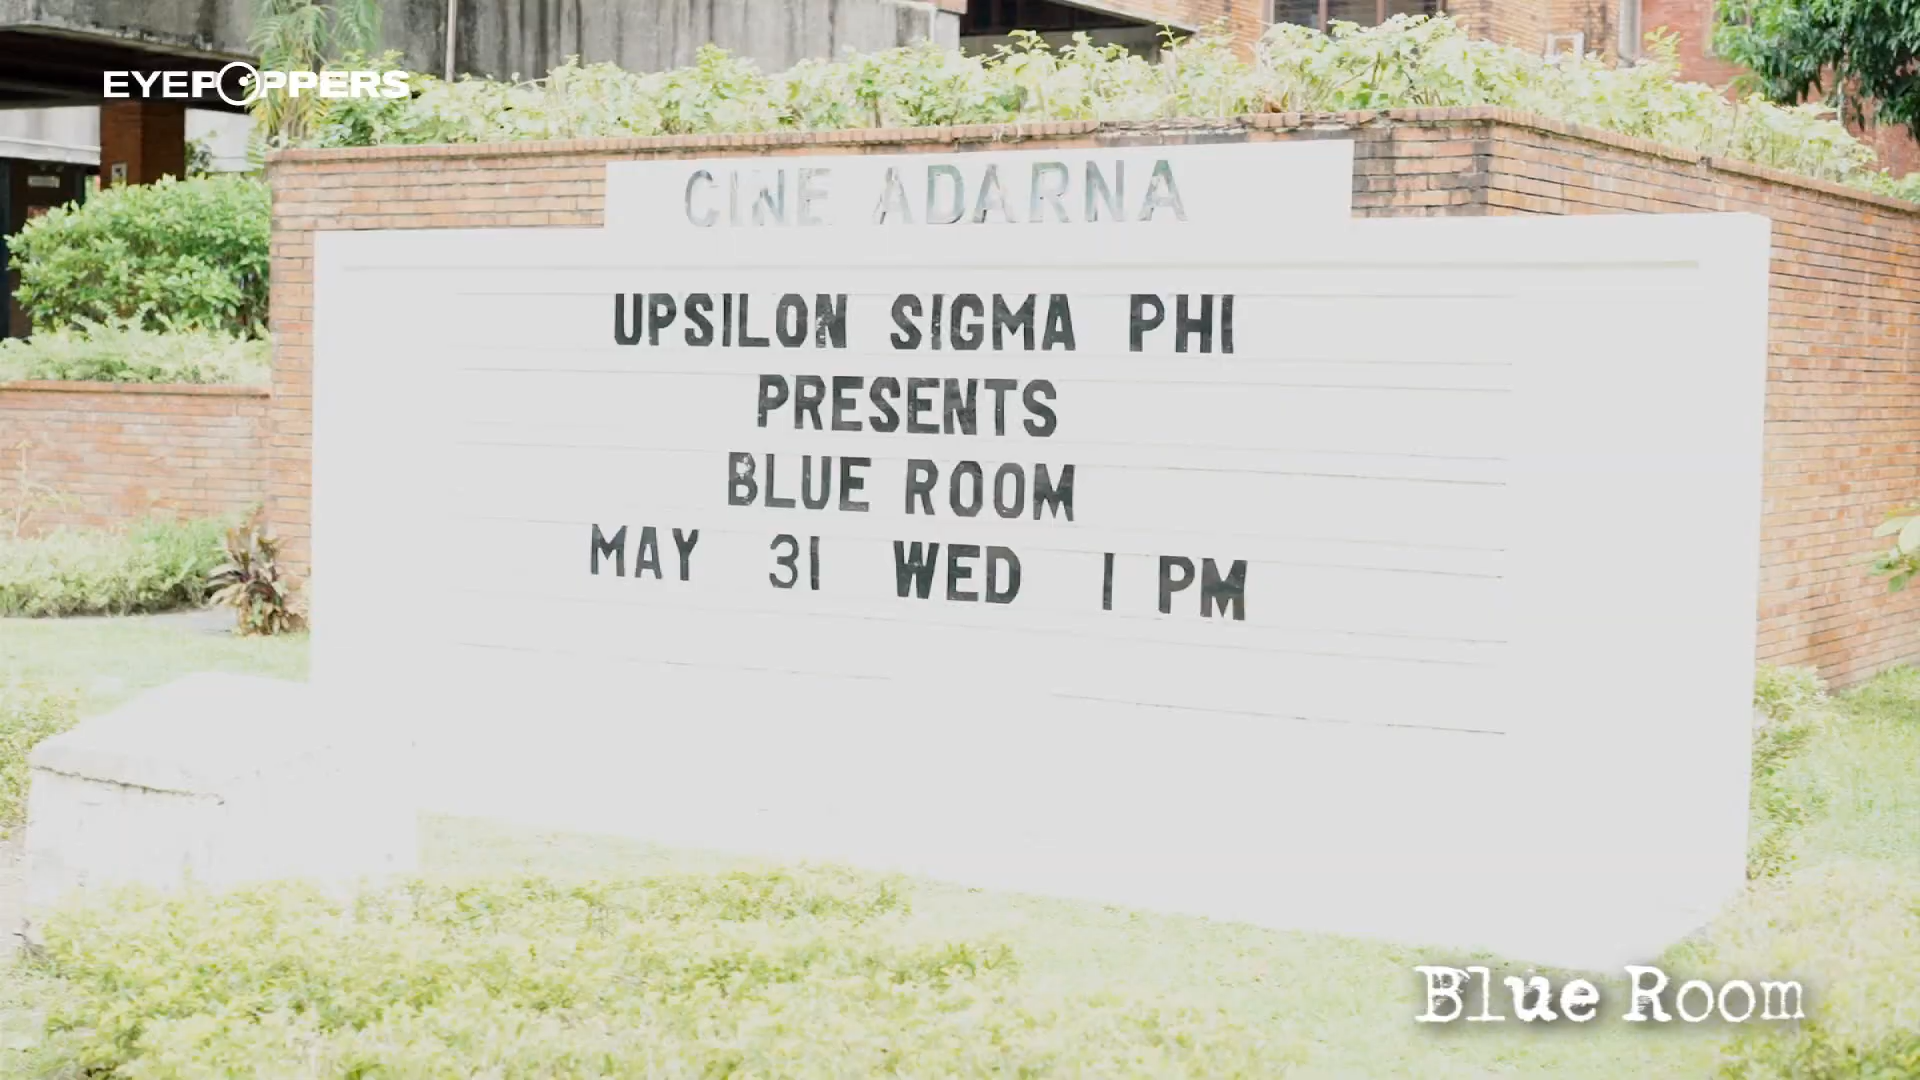 EYEPOPPERS
CINE ADARNA
UPSILON SIGMA PHI
PRESENTS
BLUE ROOM
MAY 31 WED 1 PM
Blue Room